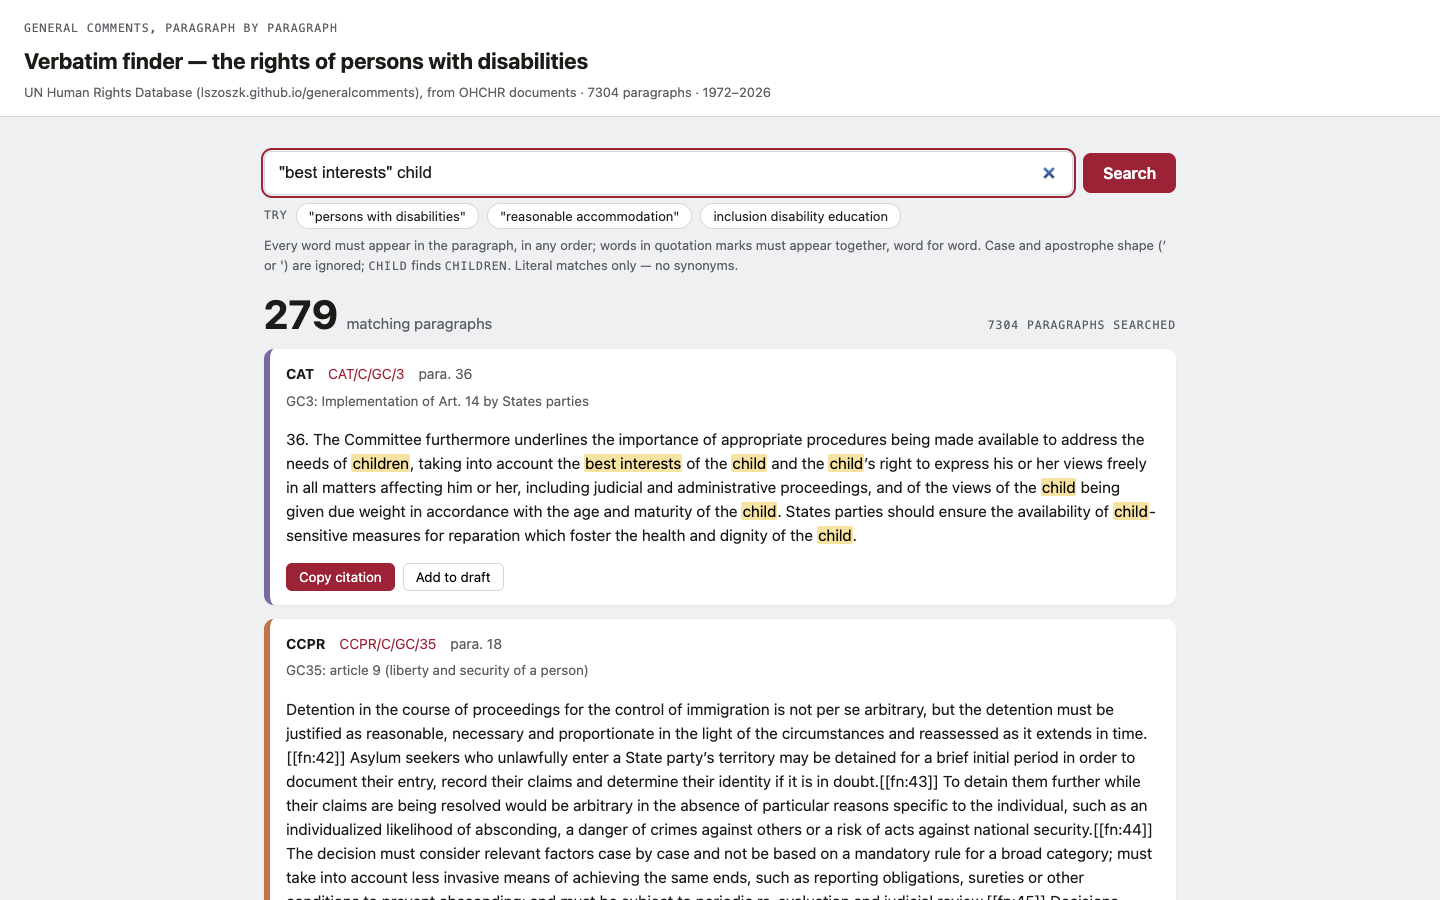 GENERAL COMMENTS, PARAGRAPH BY PARAGRAPH
Verbatim finder — the rights of persons with disabilities
UN Human Rights Database (lszoszk.github.io/generalcomments), from OHCHR documents · 7304 paragraphs · 1972–2026
"best interests" child
Search
TRY
"persons with disabilities"
"reasonable accommodation"
inclusion disability education
Every word must appear in the paragraph, in any order; words in quotation marks must appear together, word for word. Case and apostrophe shape (’
or ') are ignored; CHILD finds CHILDREN. Literal matches only — no synonyms.
279 matching paragraphs
7304 PARAGRAPHS SEARCHED
CAT CAT/C/GC/3 para. 36
GC3: Implementation of Art. 14 by States parties
36. The Committee furthermore underlines the importance of appropriate procedures being made available to address the
needs of children, taking into account the best interests of the child and the child’s right to express his or her views freely
in all matters affecting him or her, including judicial and administrative proceedings, and of the views of the child being
given due weight in accordance with the age and maturity of the child. States parties should ensure the availability of child-
sensitive measures for reparation which foster the health and dignity of the child.
Copy citation
Add to draft
CCPR CCPR/C/GC/35 para. 18
GC35: article 9 (liberty and security of a person)
Detention in the course of proceedings for the control of immigration is not per se arbitrary, but the detention must be
justified as reasonable, necessary and proportionate in the light of the circumstances and reassessed as it extends in time.
[[fn:42]] Asylum seekers who unlawfully enter a State party’s territory may be detained for a brief initial period in order to
document their entry, record their claims and determine their identity if it is in doubt.[[fn:43]] To detain them further while
their claims are being resolved would be arbitrary in the absence of particular reasons specific to the individual, such as an
individualized likelihood of absconding, a danger of crimes against others or a risk of acts against national security.[[fn:44]]
The decision must consider relevant factors case by case and not be based on a mandatory rule for a broad category; must
take into account less invasive means of achieving the same ends, such as reporting obligations, sureties or other
conditions to prevent absconding; and must be subject to periodic re-evaluation and judicial review.[[fn:45]] Decisions